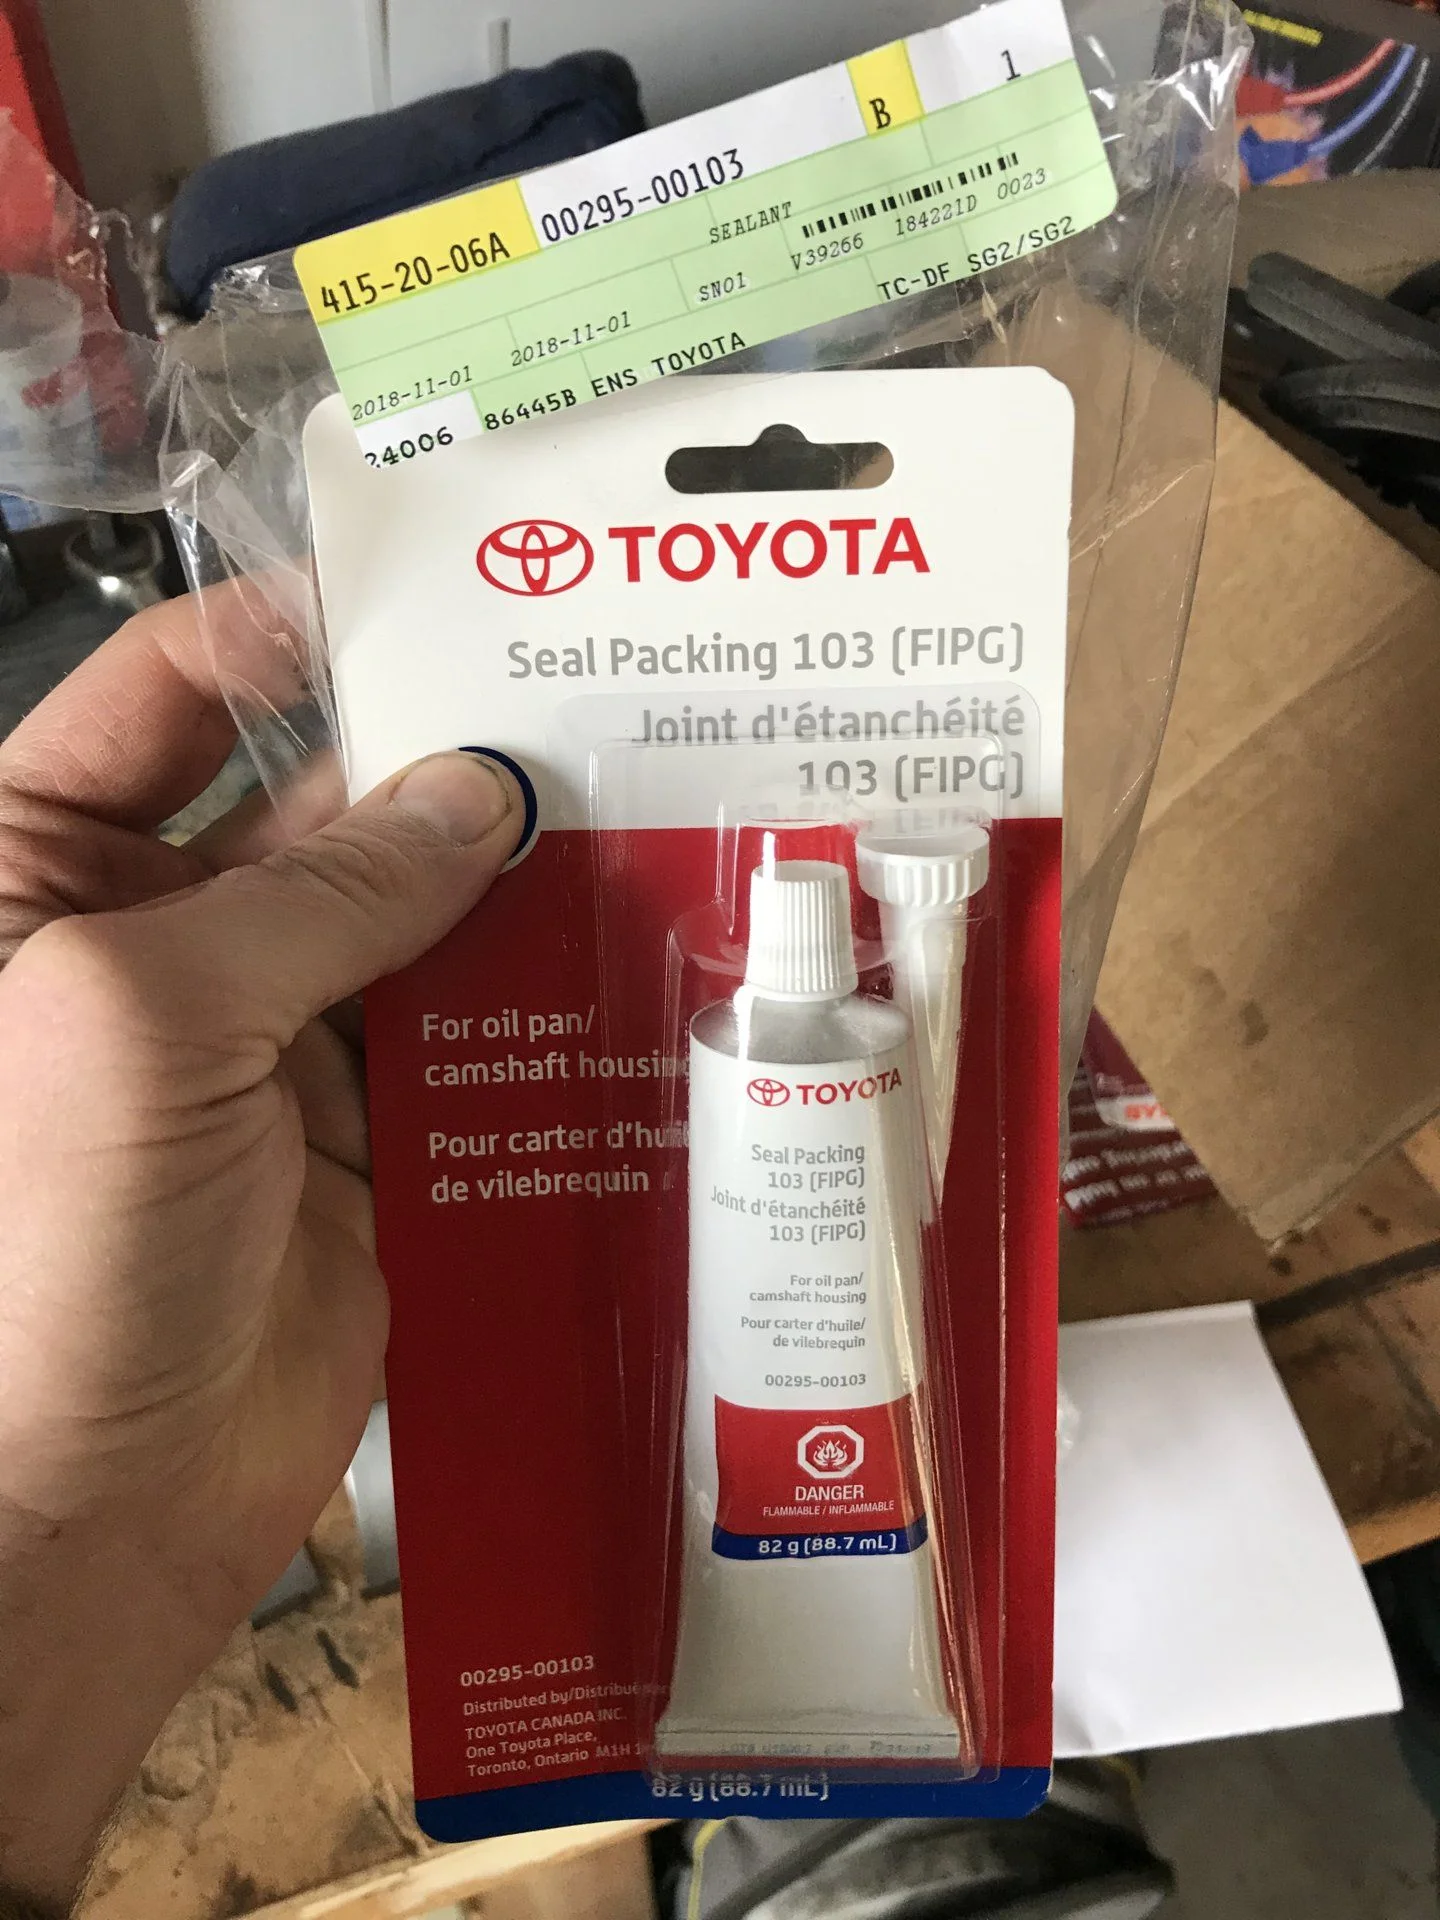 415-20-06A 00295-00103 B 1
SEALANT
2018-11-01 2018-11-01 SNO1 V39266 184221D 0023
24006 86445B ENS TOYOTA TC-DF SG2/SG2
TOYOTA
Seal Packing 103 (FIPG)
Joint d'étanchéité
103 (FIPG)
For oil pan/
camshaft housing
Pour carter d'huile/
de vilebrequin
TOYOTA
Seal Packing
103 (FIPG)
Joint d'étanchéité
103 (FIPG)
For oil pan/
camshaft housing
Pour carter d'huile/
de vilebrequin
00295-00103
DANGER
FLAMMABLE / INFLAMMABLE
82 g (88.7 mL)
00295-00103
Distributed by/Distribué
TOYOTA CANADA INC.
One Toyota Place,
Toronto, Ontario M1H
82 g (88.7 mL)